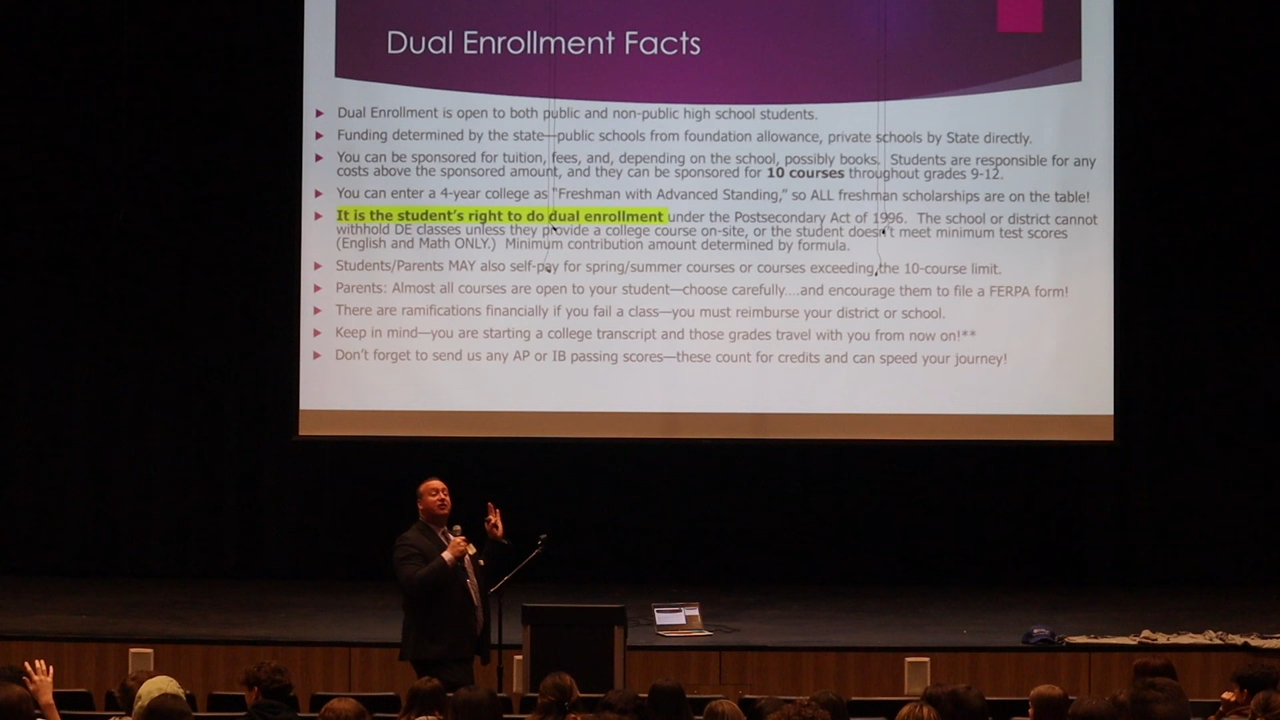 Dual Enrollment Facts
Dual Enrollment is open to both public and non-public high school students.
Funding determined by the state—public schools from foundation allowance, private schools by State directly.
You can be sponsored for tuition, fees, and, depending on the school, possibly books. Students are responsible for any
costs above the sponsored amount, and they can be sponsored for 10 courses throughout grades 9-12.
You can enter a 4-year college as "Freshman with Advanced Standing," so ALL freshman scholarships are on the table!
It is the student's right to do dual enrollment under the Postsecondary Act of 1996. The school or district cannot
withhold DE classes unless they provide a college course on-site, or the student doesn't meet minimum test scores
(English and Math ONLY.) Minimum contribution amount determined by formula.
Students/Parents MAY also self-pay for spring/summer courses or courses exceeding the 10-course limit.
Parents: Almost all courses are open to your student—choose carefully....and encourage them to file a FERPA form!
There are ramifications financially if you fail a class—you must reimburse your district or school.
Keep in mind—you are starting a college transcript and those grades travel with you from now on!**
Don't forget to send us any AP or IB passing scores—these count for credits and can speed your journey!